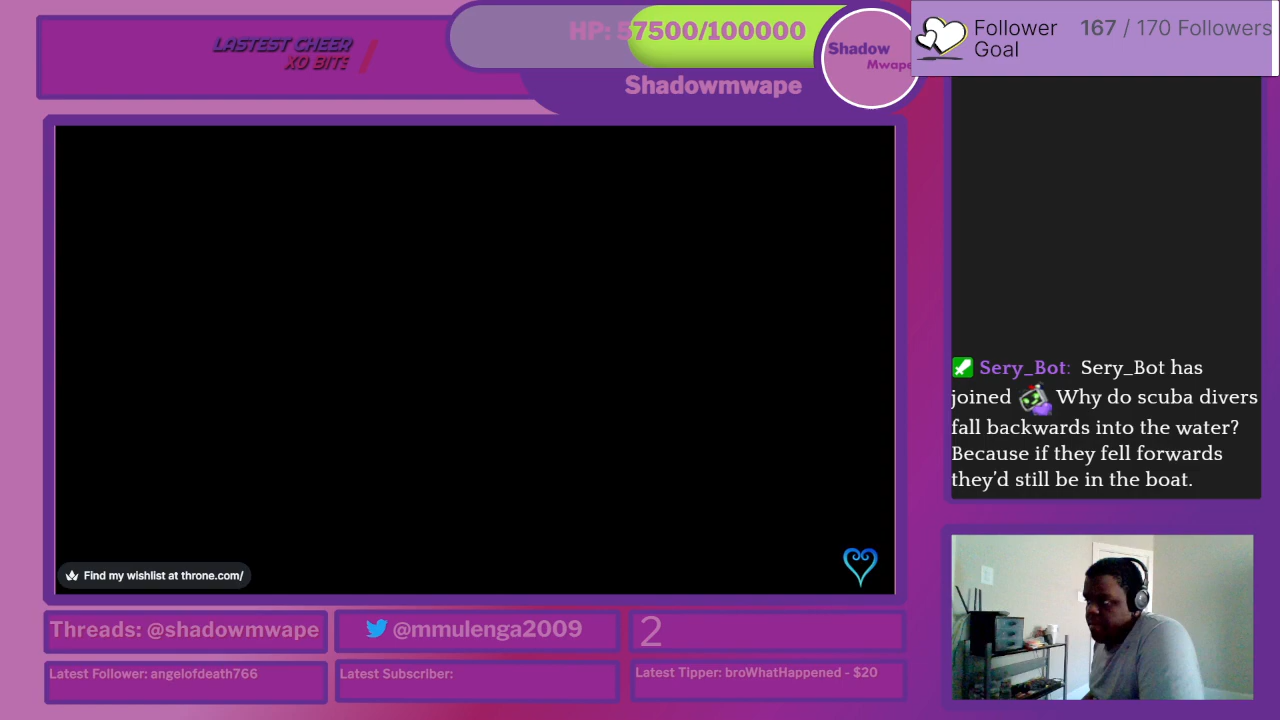 LASTEST CHEER
XO BITE
HP: 57500/100000
Shadowmwape
Shadow
Mwape
Follower
Goal
167 / 170 Followers
Sery_Bot: Sery_Bot has
joined Why do scuba divers
fall backwards into the water?
Because if they fell forwards
they'd still be in the boat.
Find my wishlist at throne.com/
Threads: @shadowmwape
@mmulenga2009
2
Latest Follower: angelofdeath766
Latest Subscriber:
Latest Tipper: broWhatHappened - $20